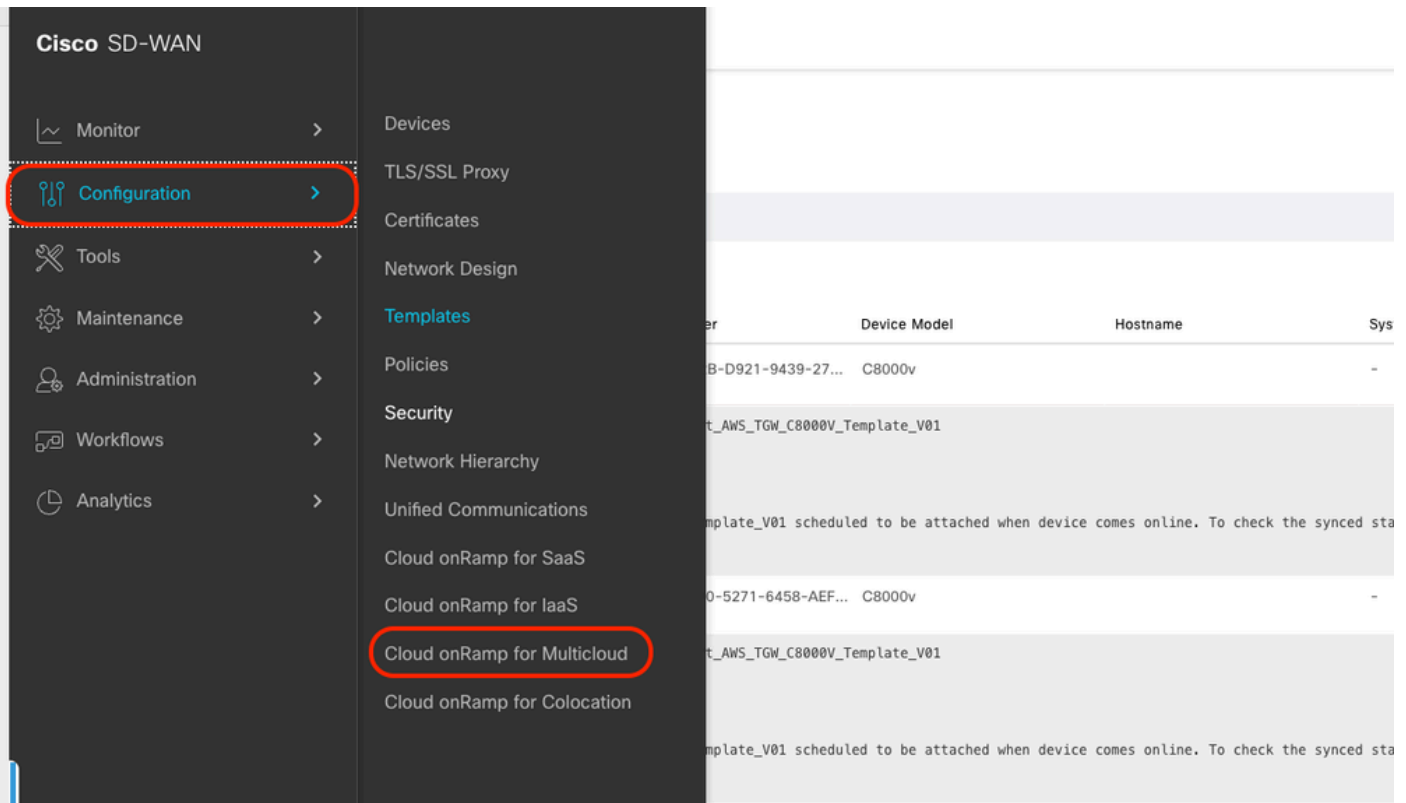 Cisco SD-WAN
Monitor
Configuration
Tools
Maintenance
Administration
Workflows
Analytics
Devices
TLS/SSL Proxy
Certificates
Network Design
Templates
Policies
Security
Network Hierarchy
Unified Communications
Cloud onRamp for SaaS
Cloud onRamp for IaaS
Cloud onRamp for Multicloud
Cloud onRamp for Colocation
er Device Model Hostname Sys
B-D921-9439-27... C8000v -
t_AWS_TGW_C8000V_Template_V01
mplate_V01 scheduled to be attached when device comes online. To check the synced sta
0-5271-6458-AEF... C8000v -
t_AWS_TGW_C8000V_Template_V01
mplate_V01 scheduled to be attached when device comes online. To check the synced sta